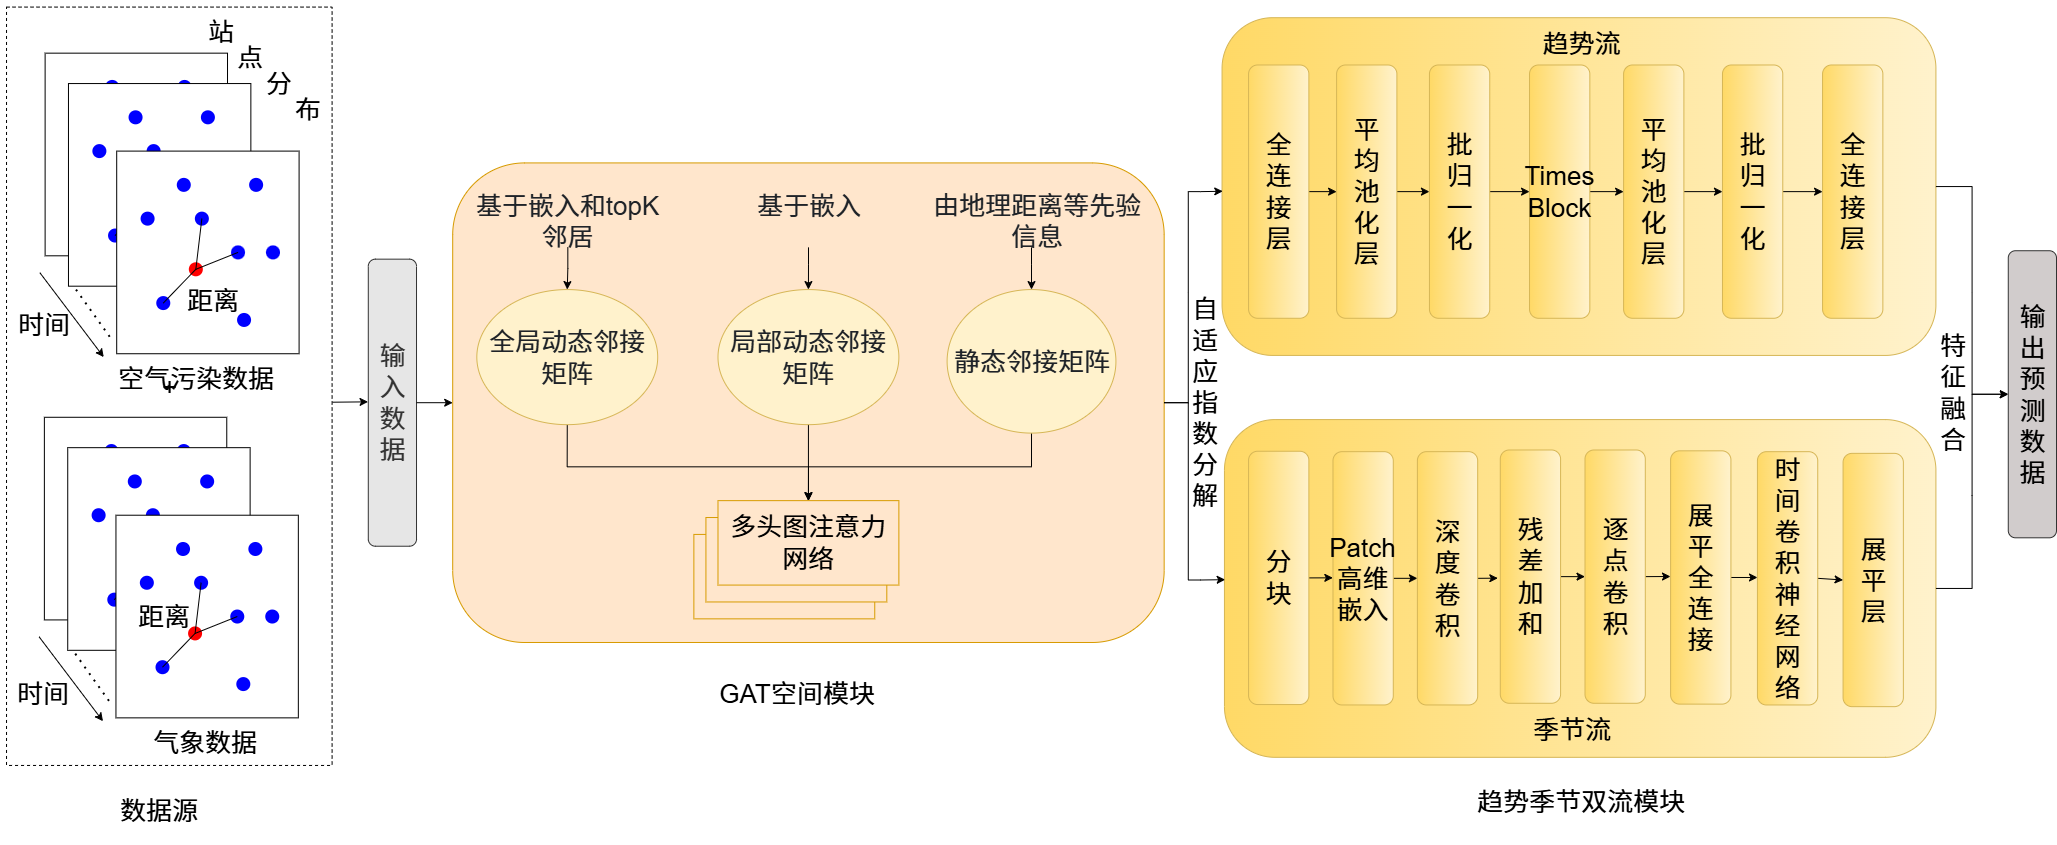 站点分布
时间
距离
空气污染数据
+
距离
时间
气象数据
数据源
输入数据
基于嵌入和topK
邻居
基于嵌入
由地理距离等先验
信息
全局动态邻接
矩阵
局部动态邻接
矩阵
静态邻接矩阵
多头图注意力
网络
GAT空间模块
自适应指数分解
趋势流
全连接层
平均池化层
批归一化
Times
Block
平均池化层
批归一化
全连接层
分块
Patch
高维
嵌入
深度卷积
残差加和
逐点卷积
展平全连接
时间卷积神经网络
展平层
季节流
趋势季节双流模块
特征融合
输出预测数据